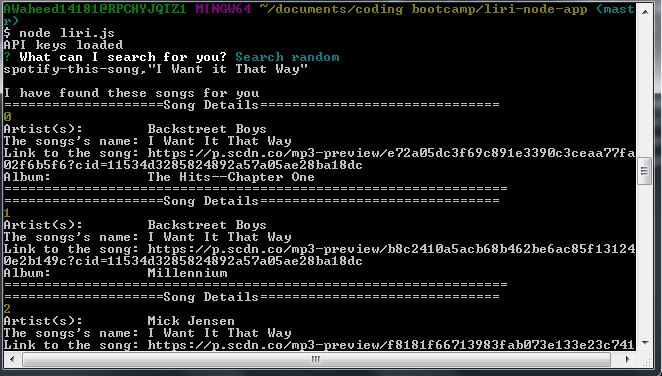 AWaheed14181@RPCHYJQTZ1 MINGW64 ~/documents/coding bootcamp/liri-node-app (mast
r)
$ node liri.js
API keys loaded
? What can I search for you? Search random
spotify-this-song,"I Want it That Way"
I have found these songs for you
====================Song Details==============================
0
Artist(s): Backstreet Boys
The songs's name: I Want It That Way
Link to the song: https://p.scdn.co/mp3-preview/e72a05dc3f69c891e3390c3ceaa77fa
02f6b5f6?cid=11534d3285824892a57a05ae28ba18dc
Album: The Hits--Chapter One
===============================================================
====================Song Details==============================
1
Artist(s): Backstreet Boys
The songs's name: I Want It That Way
Link to the song: https://p.scdn.co/mp3-preview/b8c2410a5acb68b462be6ac85f13124
0e2b149c?cid=11534d3285824892a57a05ae28ba18dc
Album: Millennium
===============================================================
====================Song Details==============================
2
Artist(s): Mick Jensen
The songs's name: I Want It That Way
Link to the song: https://p.scdn.co/mp3-preview/f8181f66713983fab073e133e23c741